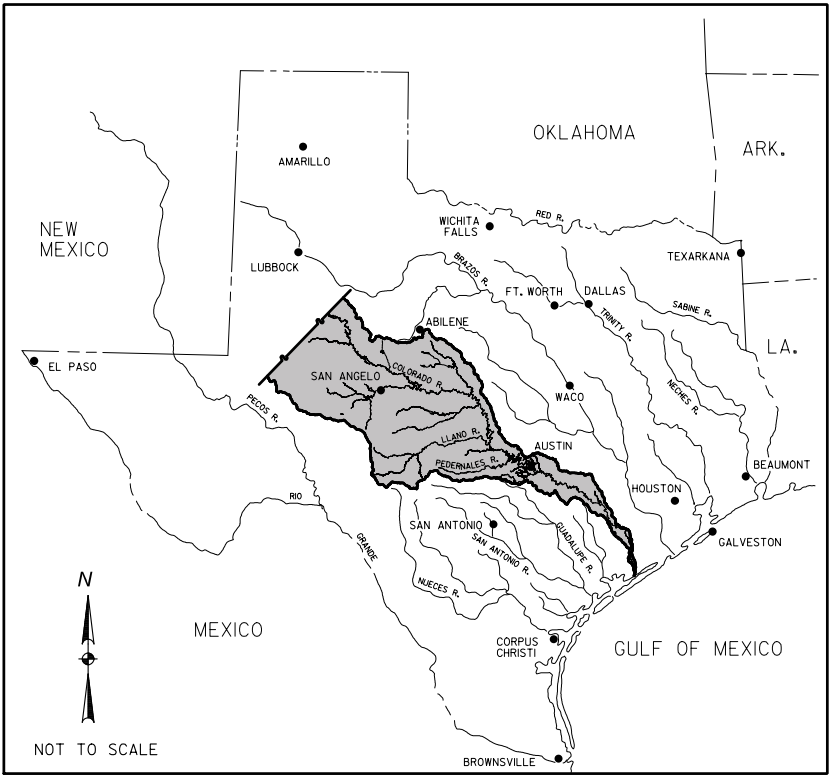 OKLAHOMA
ARK.
AMARILLO
NEW
MEXICO
WICHITA
FALLS
RED R.
TEXARKANA
LUBBOCK
BRAZOS R.
FT. WORTH
DALLAS
SABINE R.
TRINITY R.
ABILENE
LA.
EL PASO
SAN ANGELO
COLORADO R.
NECHES R.
WACO
PECOS R.
LLANO R.
AUSTIN
PEDERNALES R.
BEAUMONT
HOUSTON
RIO
GRANDE
SAN ANTONIO
SAN ANTONIO R.
GUADALUPE R.
GALVESTON
NUECES R.
N
MEXICO
CORPUS
CHRISTI
GULF OF MEXICO
NOT TO SCALE
BROWNSVILLE